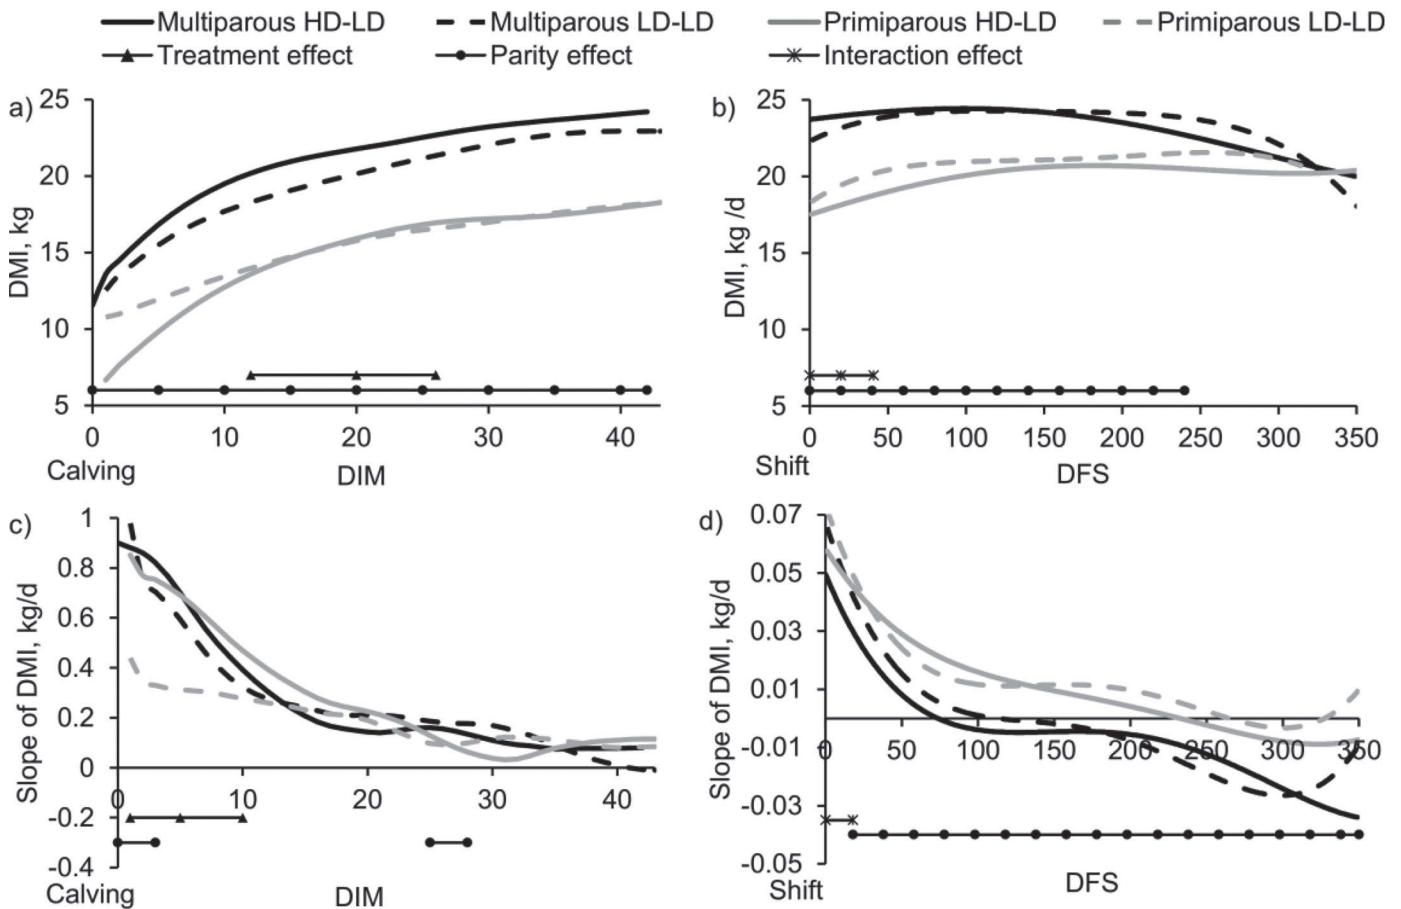 Multiparous HD-LD Multiparous LD-LD Primiparous HD-LD Primiparous LD-LD
Treatment effect Parity effect Interaction effect
a) b)
25
20
15
10
5
DMI, kg
0 10 20 30 40
Calving DIM
25
20
15
10
5
DMI, kg /d
0 50 100 150 200 250 300 350
Shift DFS
c) d)
1
0.8
0.6
0.4
0.2
0
-0.2
-0.4
Slope of DMI, kg/d
0 10 20 30 40
Calving DIM
0.07
0.05
0.03
0.01
-0.01
-0.03
-0.05
Slope of DMI, kg/d
0 50 100 150 200 250 300 350
Shift DFS